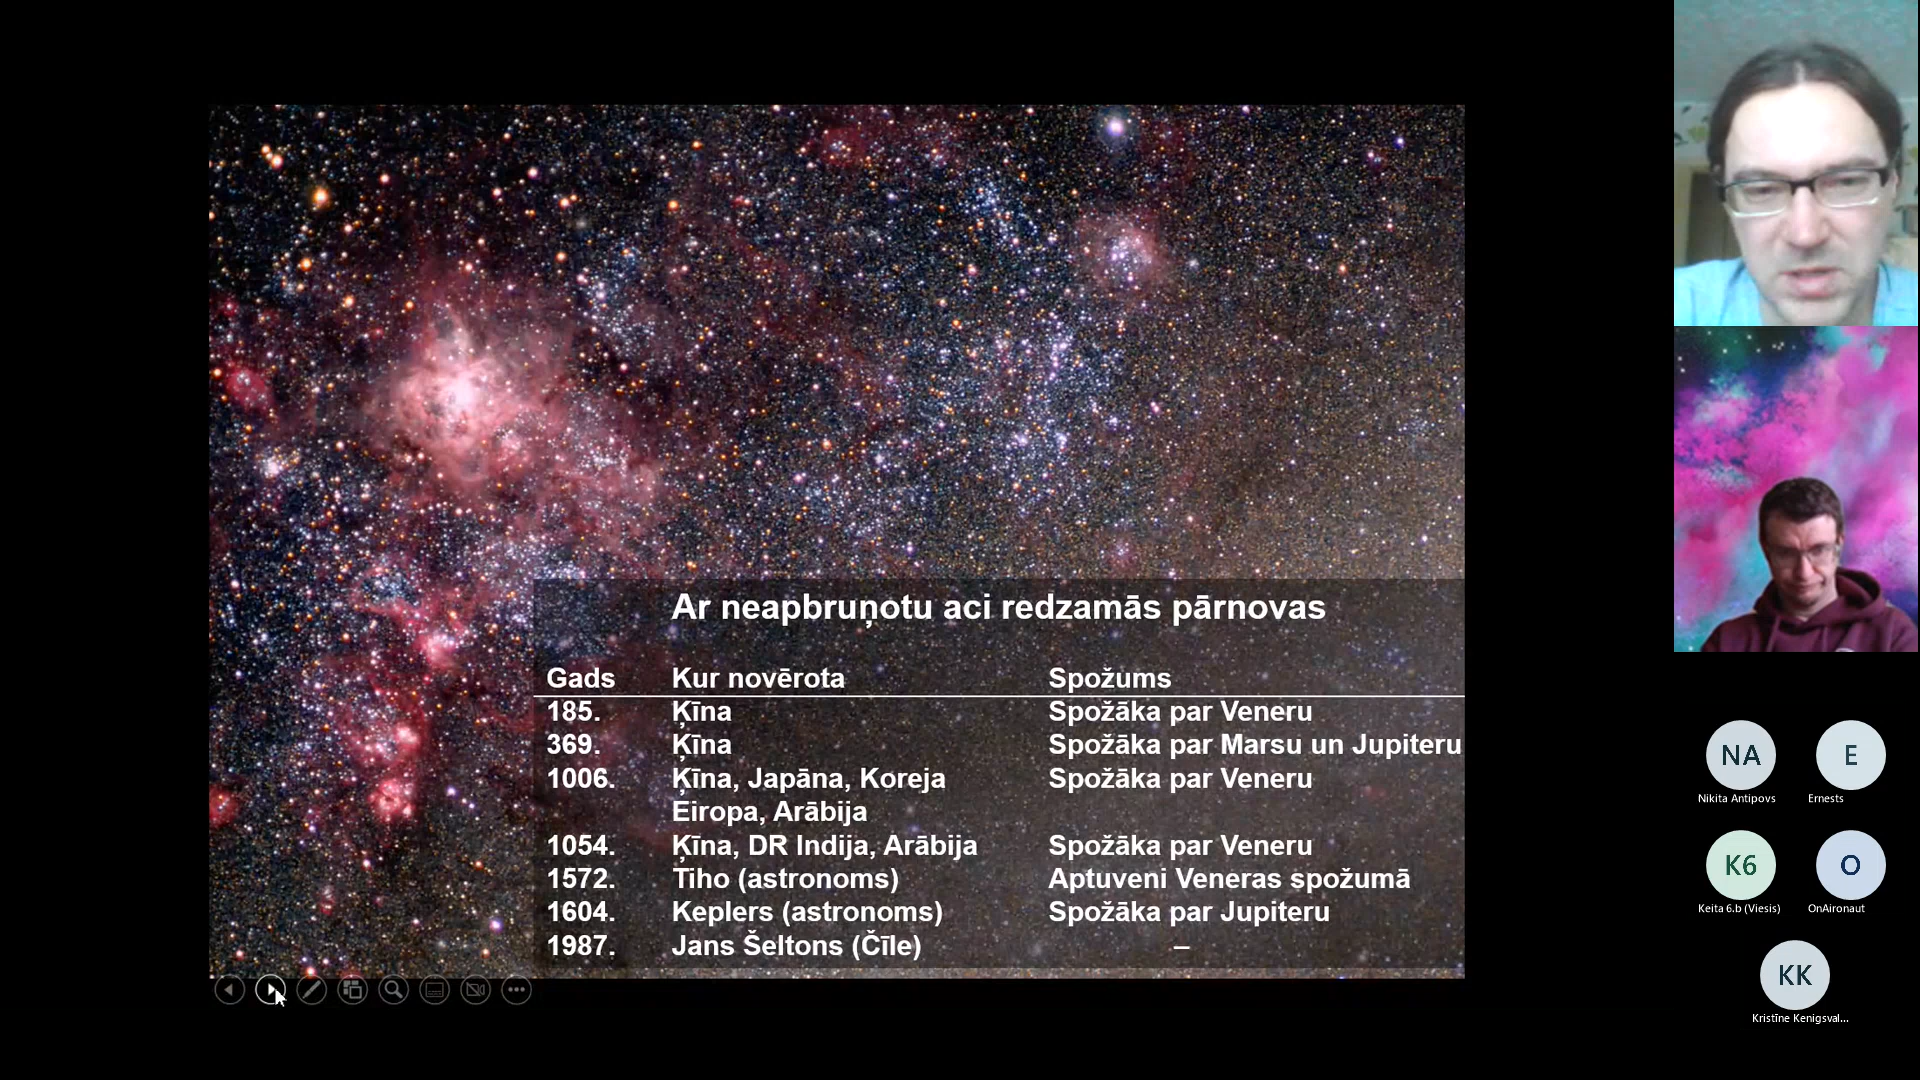 Ar neapbruņotu aci redzamās pārnovas
Gads Kur novērota Spožums
185. Ķīna Spožāka par Veneru
369. Ķīna Spožāka par Marsu un Jupiteru
1006. Ķīna, Japāna, Koreja Spožāka par Veneru
Eiropa, Arābija
1054. Ķīna, DR Indija, Arābija Spožāka par Veneru
1572. Tiho (astronoms) Aptuveni Veneras spožumā
1604. Keplers (astronoms) Spožāka par Jupiteru
1987. Jans Šeltons (Čīle) –
NA E
Nikita Antipovs Ernests
K6 O
Keita 6.b (Viesis) OnAironaut
KK
Kristīne Kenigsval...